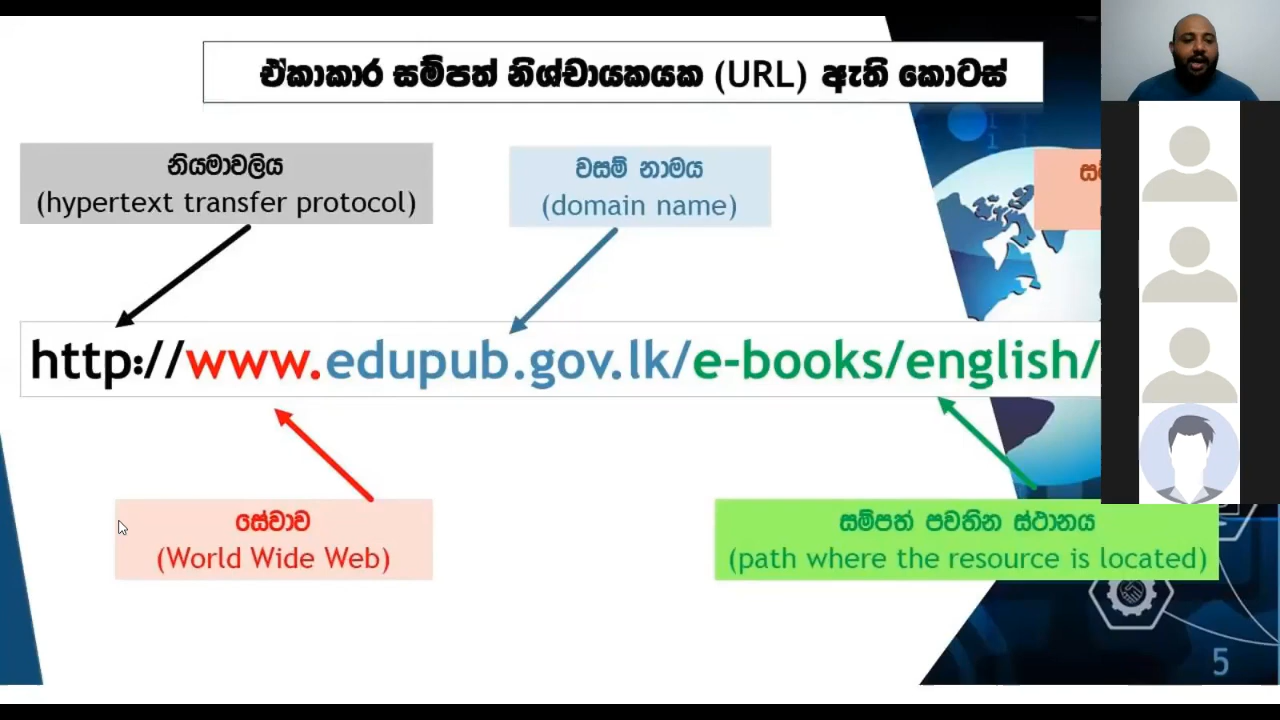 ඒකාකාර සම්පත් නිශ්චායකයක (URL) ඇති කොටස්
නියමාවලිය
(hypertext transfer protocol)
වසම් නාමය
(domain name)
http://www.edupub.gov.lk/e-books/english/
සේවාව
(World Wide Web)
සම්පත් පවතින ස්ථානය
(path where the resource is located)
5